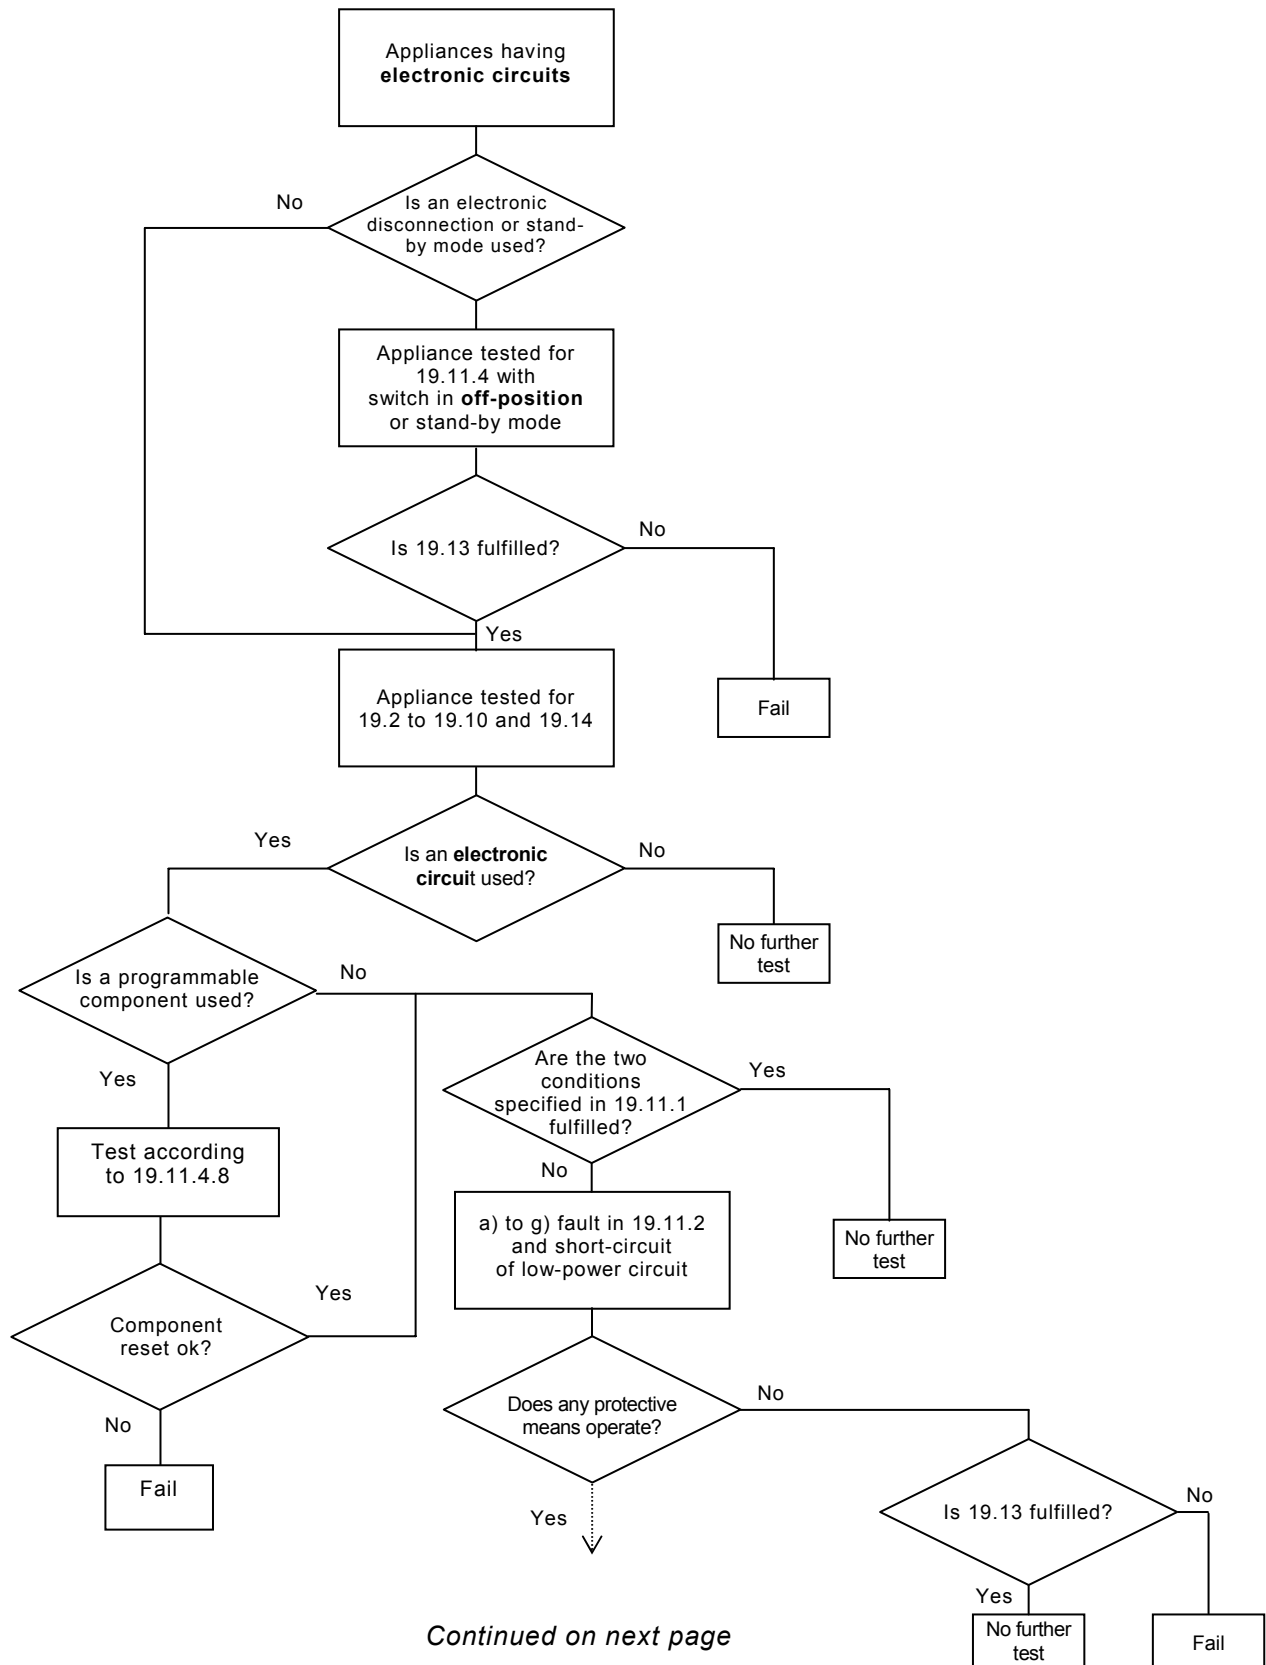 Appliances having
electronic circuits
No
Is an electronic
disconnection or stand-
by mode used?
Appliance tested for
19.11.4 with
switch in off-position
or stand-by mode
Is 19.13 fulfilled?
No
Yes
Appliance tested for
19.2 to 19.10 and 19.14
Fail
Yes
Is an electronic
circuit used?
No
No further
test
Is a programmable
component used?
No
Yes
Are the two
conditions
specified in 19.11.1
fulfilled?
Yes
Test according
to 19.11.4.8
No
a) to g) fault in 19.11.2
and short-circuit
of low-power circuit
No further
test
Component
reset ok?
Yes
No
Fail
Does any protective
means operate?
No
Yes
Is 19.13 fulfilled?
No
Yes
No further
test
Fail
Continued on next page